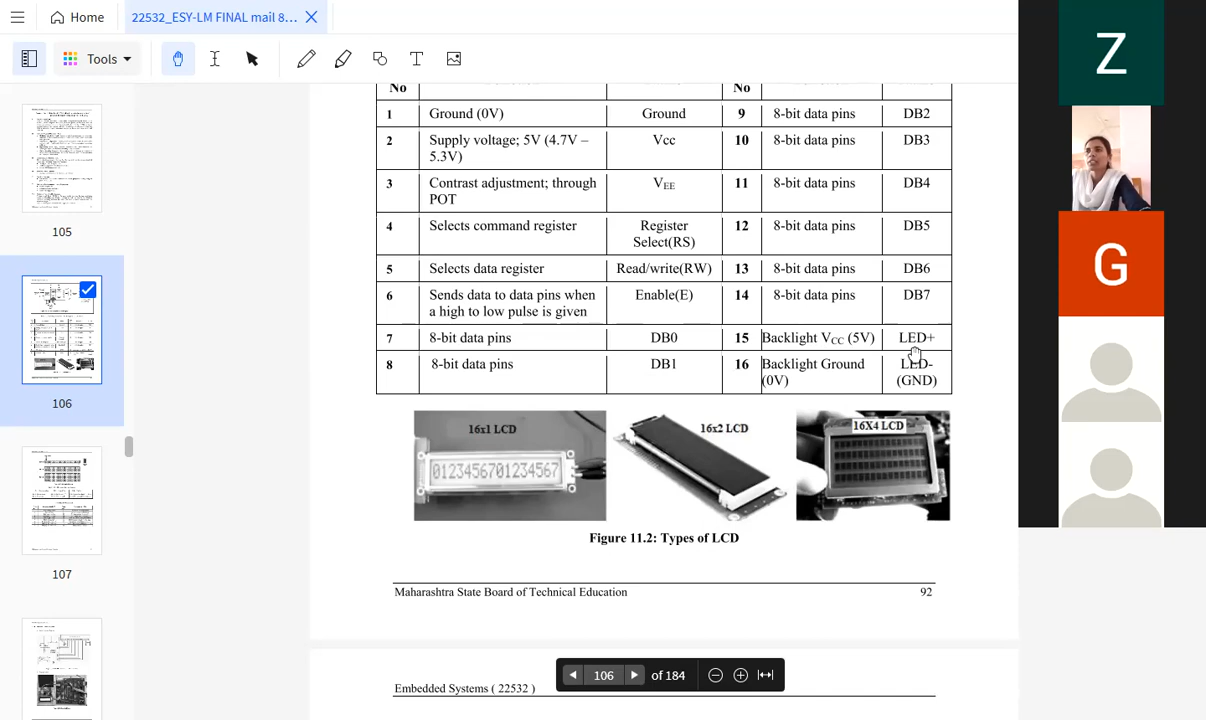 Home
22532_ESY-LM FINAL mail 8...
Tools
No No
1 Ground (0V) Ground 9 8-bit data pins DB2
2 Supply voltage; 5V (4.7V – Vcc 10 8-bit data pins DB3
5.3V)
3 Contrast adjustment; through VEE 11 8-bit data pins DB4
POT
4 Selects command register Register 12 8-bit data pins DB5
Select(RS)
5 Selects data register Read/write(RW) 13 8-bit data pins DB6
6 Sends data to data pins when Enable(E) 14 8-bit data pins DB7
a high to low pulse is given
7 8-bit data pins DB0 15 Backlight VCC (5V) LED+
8 8-bit data pins DB1 16 Backlight Ground LED-
(0V) (GND)
16x1 LCD 16x2 LCD 16X4 LCD
0123456701234567
Figure 11.2: Types of LCD
Maharashtra State Board of Technical Education 92
Embedded Systems ( 22532 )
106 of 184
105
106
107
Z
G